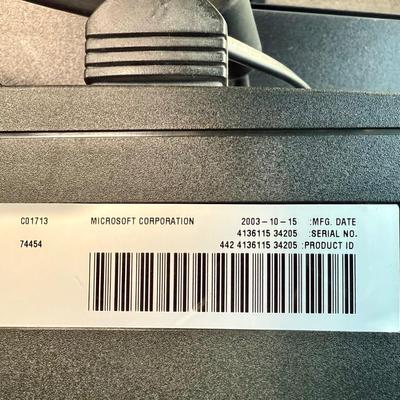 C01713 MICROSOFT CORPORATION 2003-10-15 :MFG. DATE
4136115 34205 :SERIAL NO.
74454 442 4136115 34205 :PRODUCT ID